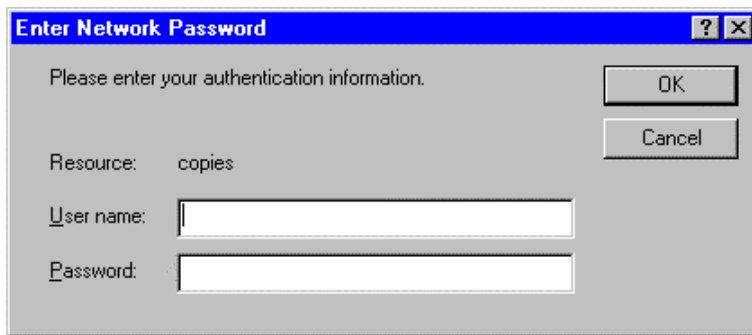 Enter Network Password
Please enter your authentication information.
OK
Cancel
Resource: copies
User name:
Password: